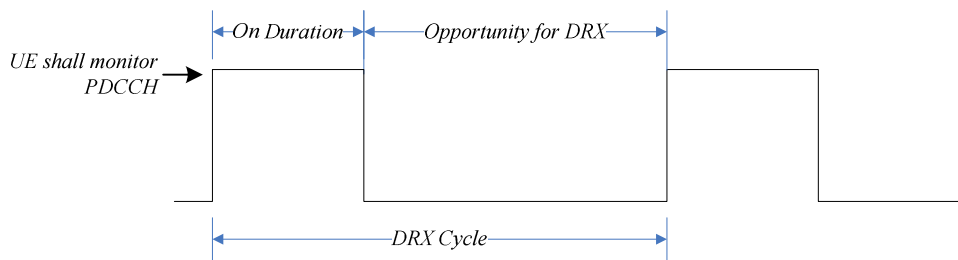 On Duration
Opportunity for DRX
UE shall monitor
PDCCH
DRX Cycle